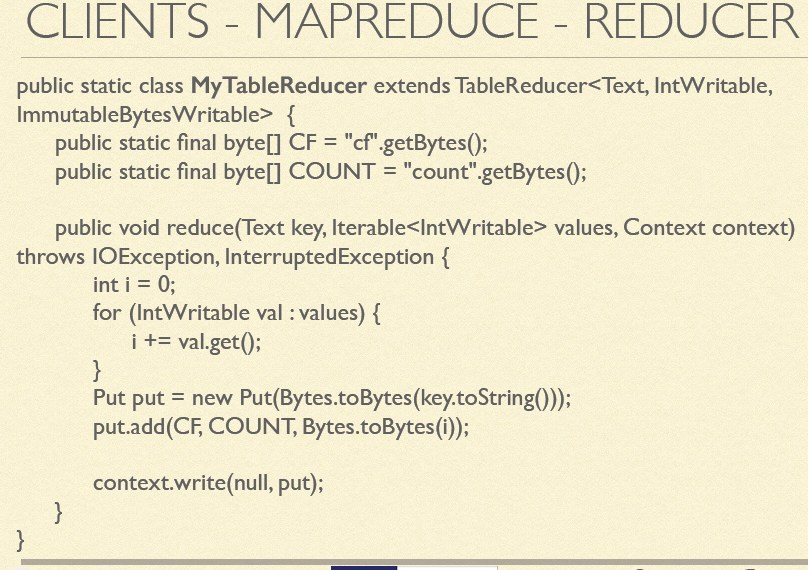 CLIENTS - MAPREDUCE - REDUCER
public static class MyTableReducer extends TableReducer<Text, IntWritable,
ImmutableBytesWritable> {
public static final byte[] CF = "cf".getBytes();
public static final byte[] COUNT = "count".getBytes();
public void reduce(Text key, Iterable<IntWritable> values, Context context)
throws IOException, InterruptedException {
int i = 0;
for (IntWritable val : values) {
i += val.get();
}
Put put = new Put(Bytes.toBytes(key.toString()));
put.add(CF, COUNT, Bytes.toBytes(i));
context.write(null, put);
}
}